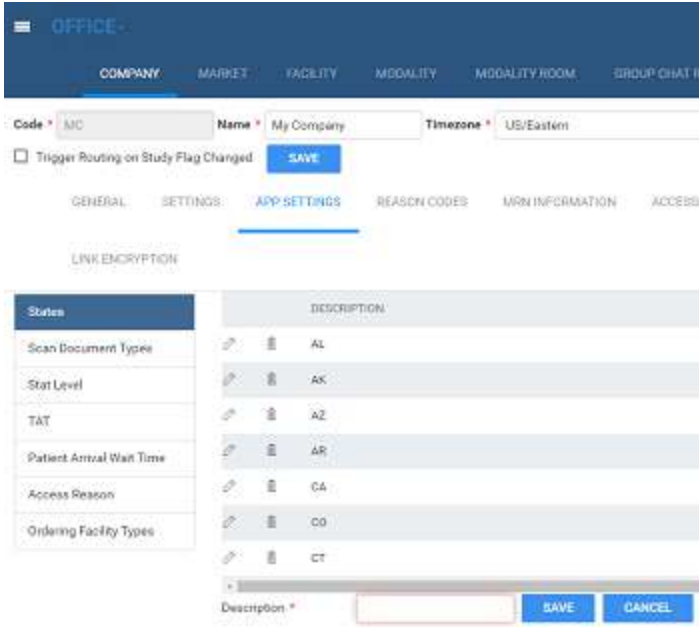 OFFICE-
COMPANY MARKET FACILITY MODALITY MODALITY ROOM GROUP CHAT
Code * MC Name * My Company Timezone * US/Eastern
Trigger Routing on Study Flag Changed SAVE
GENERAL SETTINGS APP SETTINGS REASON CODES MRN INFORMATION ACCESS
LINK ENCRYPTION
States DESCRIPTION
Scan Document Types AL
Stat Level AK
TAT AZ
Patient Arrival Wait Time AR
Access Reason CA
Ordering Facility Types CO
CT
Description * SAVE CANCEL